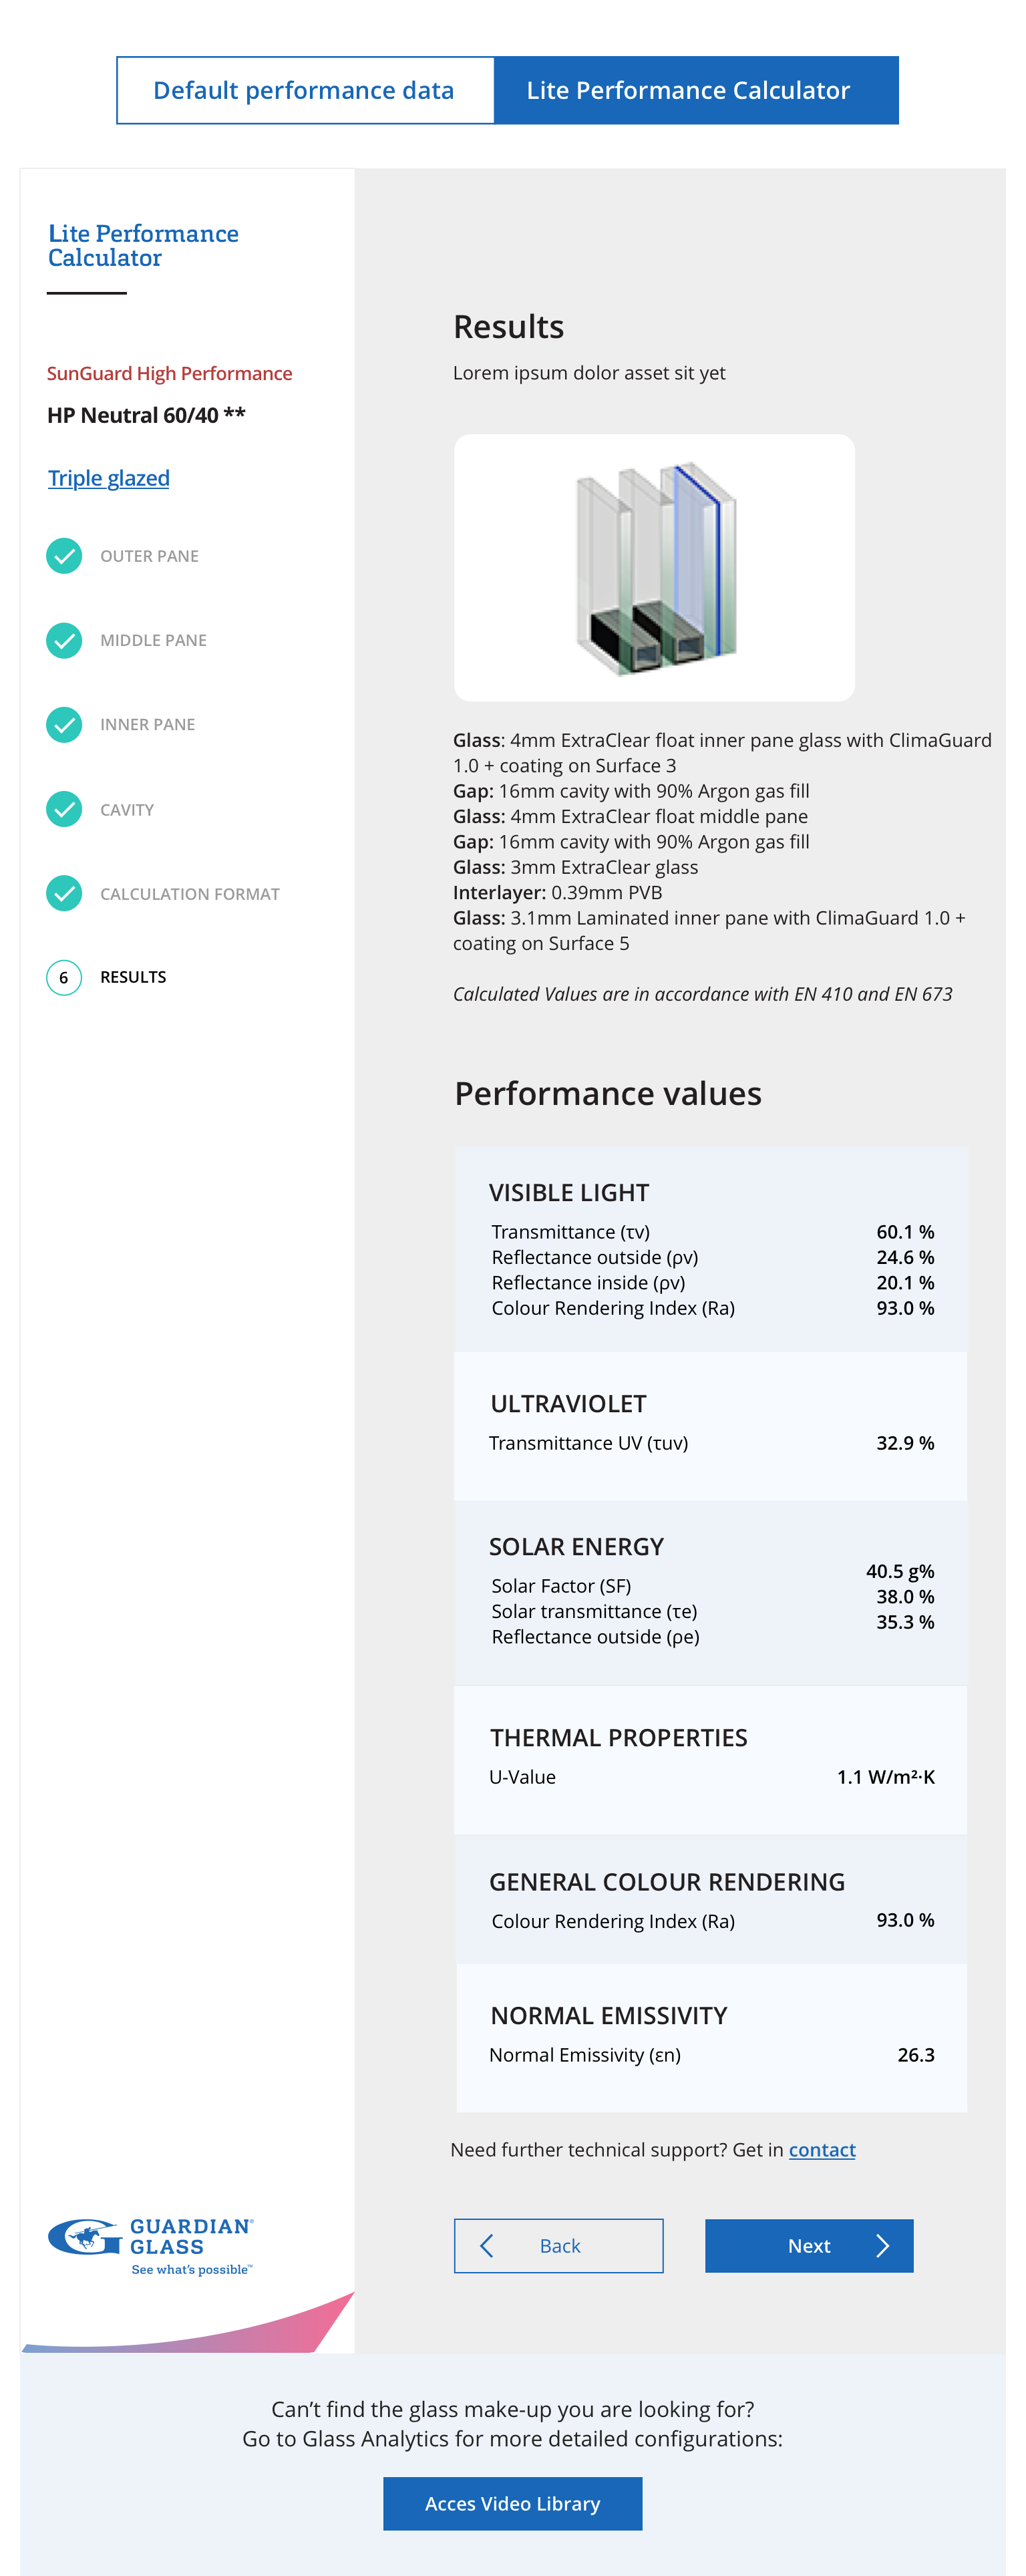 Default performance data
Lite Performance Calculator
Lite Performance
Calculator
SunGuard High Performance
HP Neutral 60/40 **
Triple glazed
OUTER PANE
MIDDLE PANE
INNER PANE
CAVITY
CALCULATION FORMAT
6 RESULTS
Results
Lorem ipsum dolor asset sit yet
Glass: 4mm ExtraClear float inner pane glass with ClimaGuard
1.0 + coating on Surface 3
Gap: 16mm cavity with 90% Argon gas fill
Glass: 4mm ExtraClear float middle pane
Gap: 16mm cavity with 90% Argon gas fill
Glass: 3mm ExtraClear glass
Interlayer: 0.39mm PVB
Glass: 3.1mm Laminated inner pane with ClimaGuard 1.0 +
coating on Surface 5
Calculated Values are in accordance with EN 410 and EN 673
Performance values
VISIBLE LIGHT
Transmittance (τv) 60.1 %
Reflectance outside (ρv) 24.6 %
Reflectance inside (ρv) 20.1 %
Colour Rendering Index (Ra) 93.0 %
ULTRAVIOLET
Transmittance UV (τuv) 32.9 %
SOLAR ENERGY
Solar Factor (SF) 40.5 g%
Solar transmittance (τe) 38.0 %
Reflectance outside (ρe) 35.3 %
THERMAL PROPERTIES
U-Value 1.1 W/m²·K
GENERAL COLOUR RENDERING
Colour Rendering Index (Ra) 93.0 %
NORMAL EMISSIVITY
Normal Emissivity (εn) 26.3
Need further technical support? Get in contact
GUARDIAN®
GLASS
See what's possible™
Back
Next
Can't find the glass make-up you are looking for?
Go to Glass Analytics for more detailed configurations:
Acces Video Library